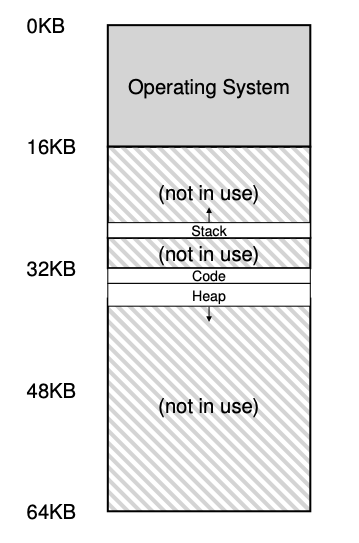 0KB
Operating System
16KB
(not in use)
Stack
(not in use)
32KB
Code
Heap
48KB
(not in use)
64KB